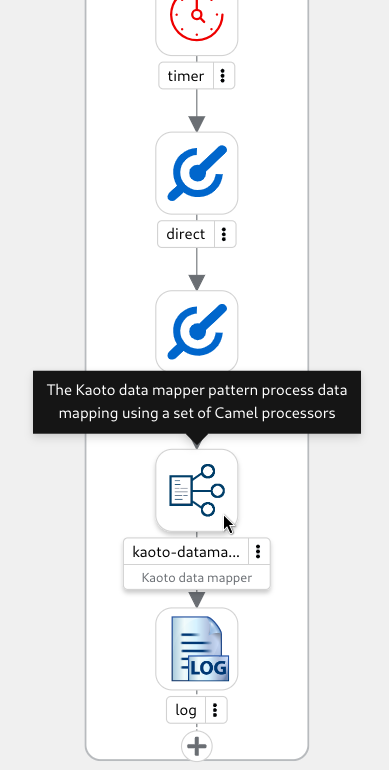 timer
direct
The Kaoto data mapper pattern process data
mapping using a set of Camel processors
kaoto-datama...
Kaoto data mapper
LOG
log